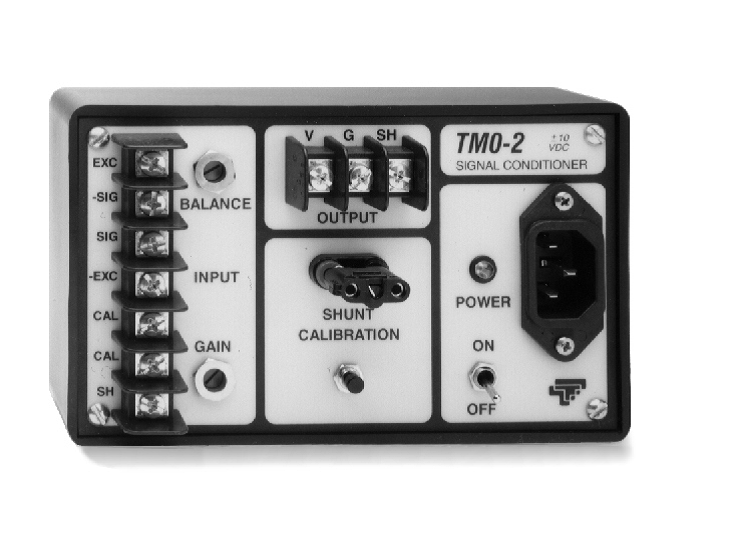 EXC
-SIG
SIG
-EXC
CAL
CAL
SH
BALANCE
INPUT
GAIN
V G SH
OUTPUT
SHUNT
CALIBRATION
TMO-2 ±10
VDC
SIGNAL CONDITIONER
POWER
ON
OFF